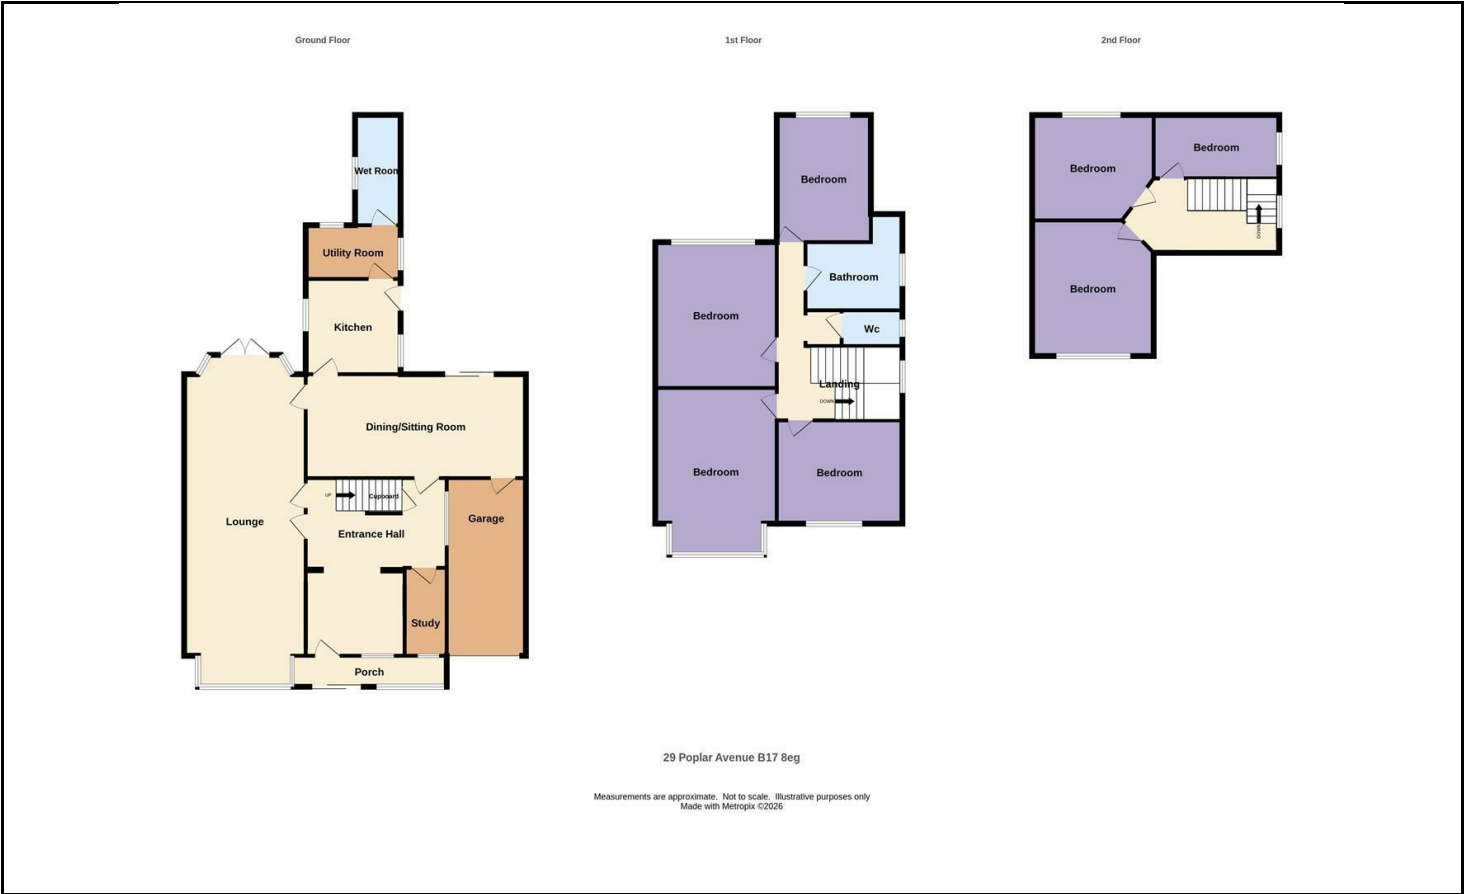 Ground Floor
1st Floor
2nd Floor
Wet Room
Utility Room
Kitchen
Dining/Sitting Room
UP
Cupboard
Lounge
Entrance Hall
Garage
Study
Porch
Bedroom
Bathroom
Bedroom
Wc
Landing
DOWN
Bedroom
Bedroom
Bedroom
Bedroom
DOWN
Bedroom
29 Poplar Avenue B17 8eg
Measurements are approximate. Not to scale. Illustrative purposes only
Made with Metropix ©2026